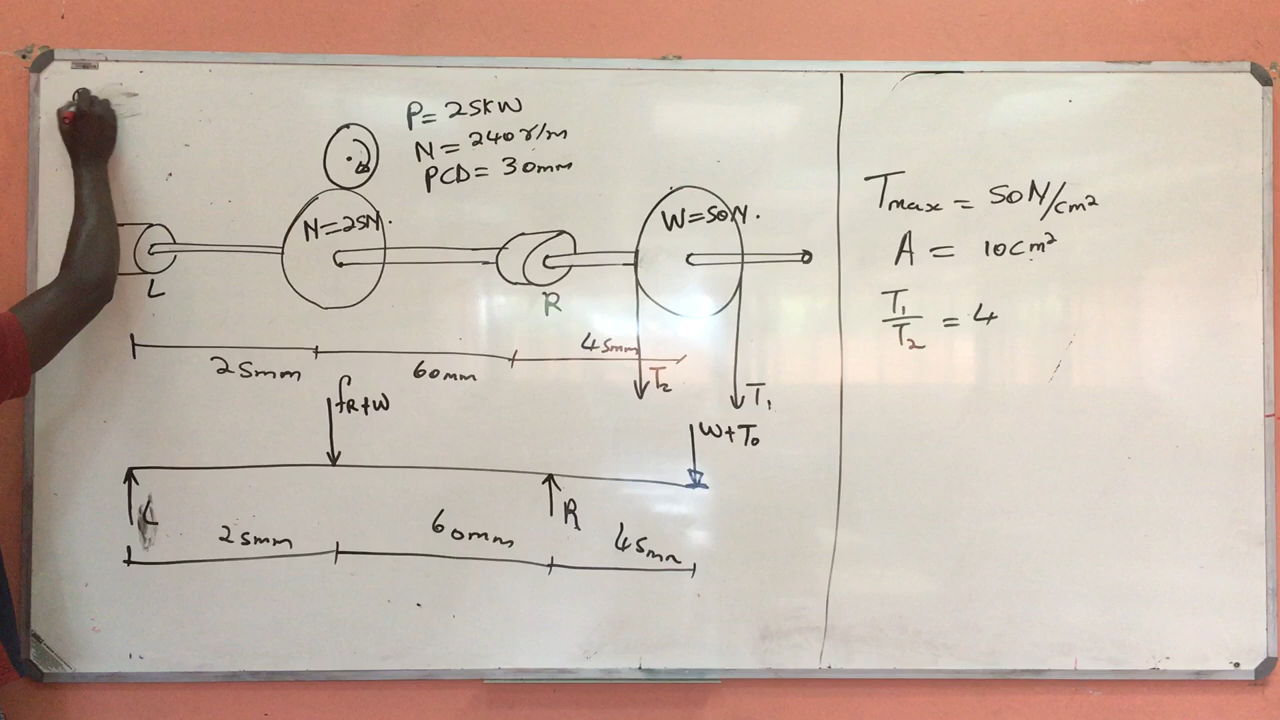 P = 25KW
N = 240r/m
PCD = 30mm
N = 25N.
W = 50N.
L
R
25mm
60mm
45mm
T2
T1
fR+W
W+T0
L
R
25mm
60mm
45mm
Tmax = 50N/cm²
A = 10cm²
T1/T2 = 4